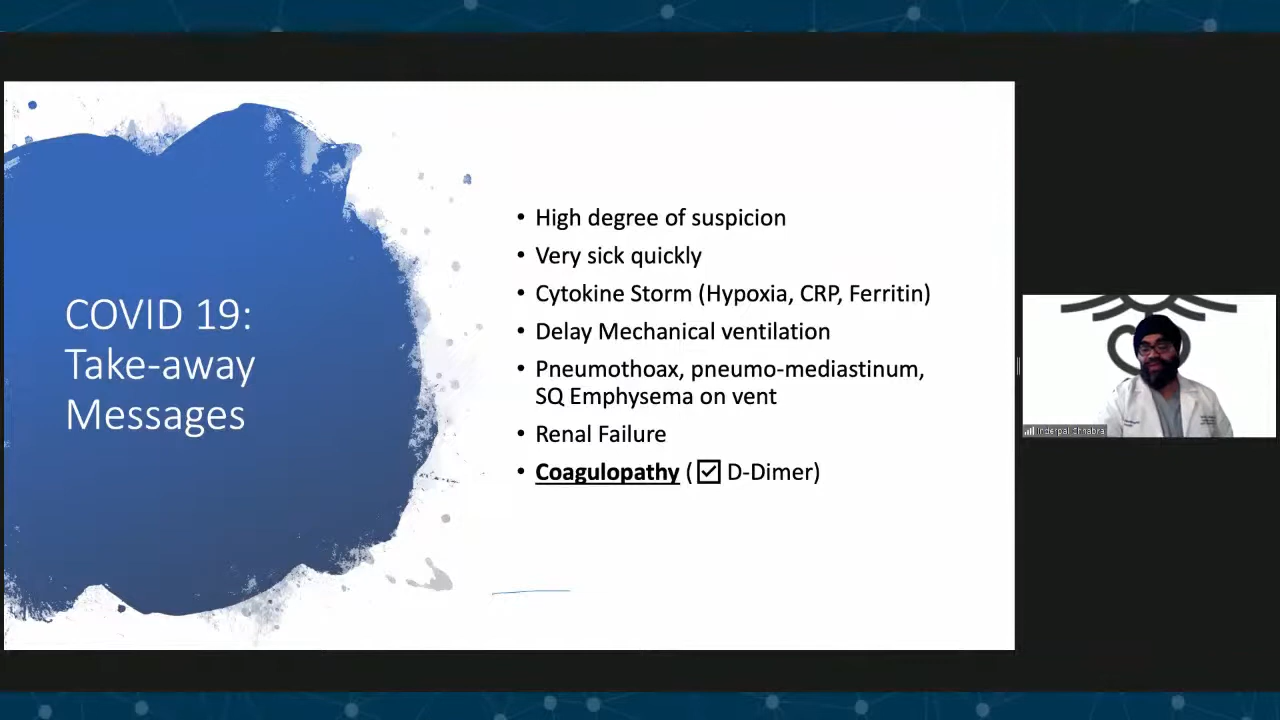 COVID 19:
Take-away
Messages
• High degree of suspicion
• Very sick quickly
• Cytokine Storm (Hypoxia, CRP, Ferritin)
• Delay Mechanical ventilation
• Pneumothoax, pneumo-mediastinum,
SQ Emphysema on vent
• Renal Failure
• Coagulopathy (☑ D-Dimer)
Inderpal Chhabra